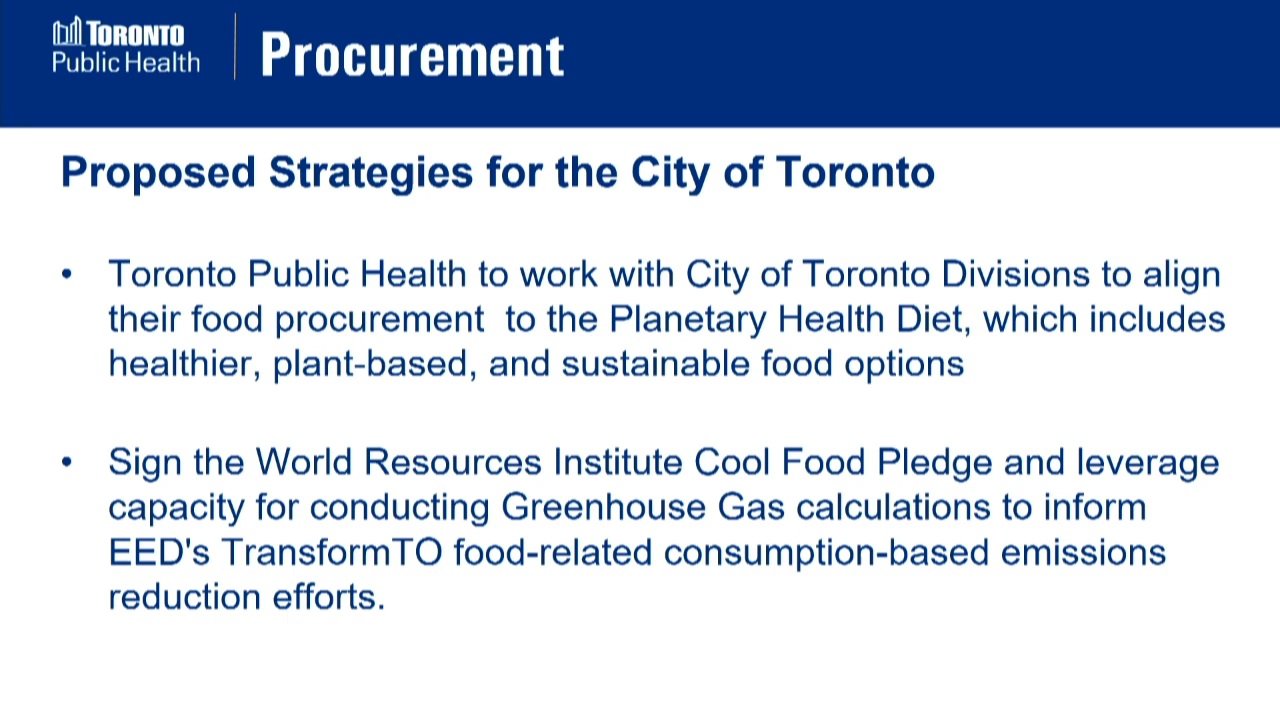 TORONTO
Public Health
Procurement
Proposed Strategies for the City of Toronto
• Toronto Public Health to work with City of Toronto Divisions to align
their food procurement  to the Planetary Health Diet, which includes
healthier, plant-based, and sustainable food options
• Sign the World Resources Institute Cool Food Pledge and leverage
capacity for conducting Greenhouse Gas calculations to inform
EED's TransformTO food-related consumption-based emissions
reduction efforts.